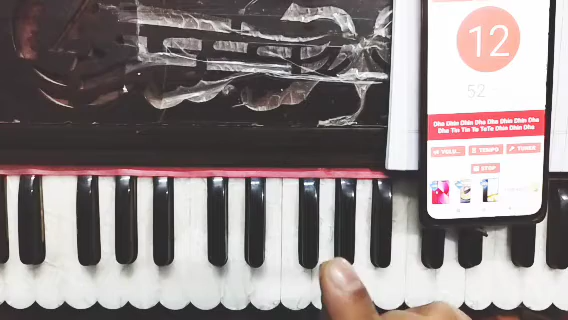 12
52
Dha Dhin Dhin Dha Dha Dhin Dhin Dha
Dha Tin Tin Ta TaTa Dhin Dhin Dha
TEMPO
TUNER
STOP